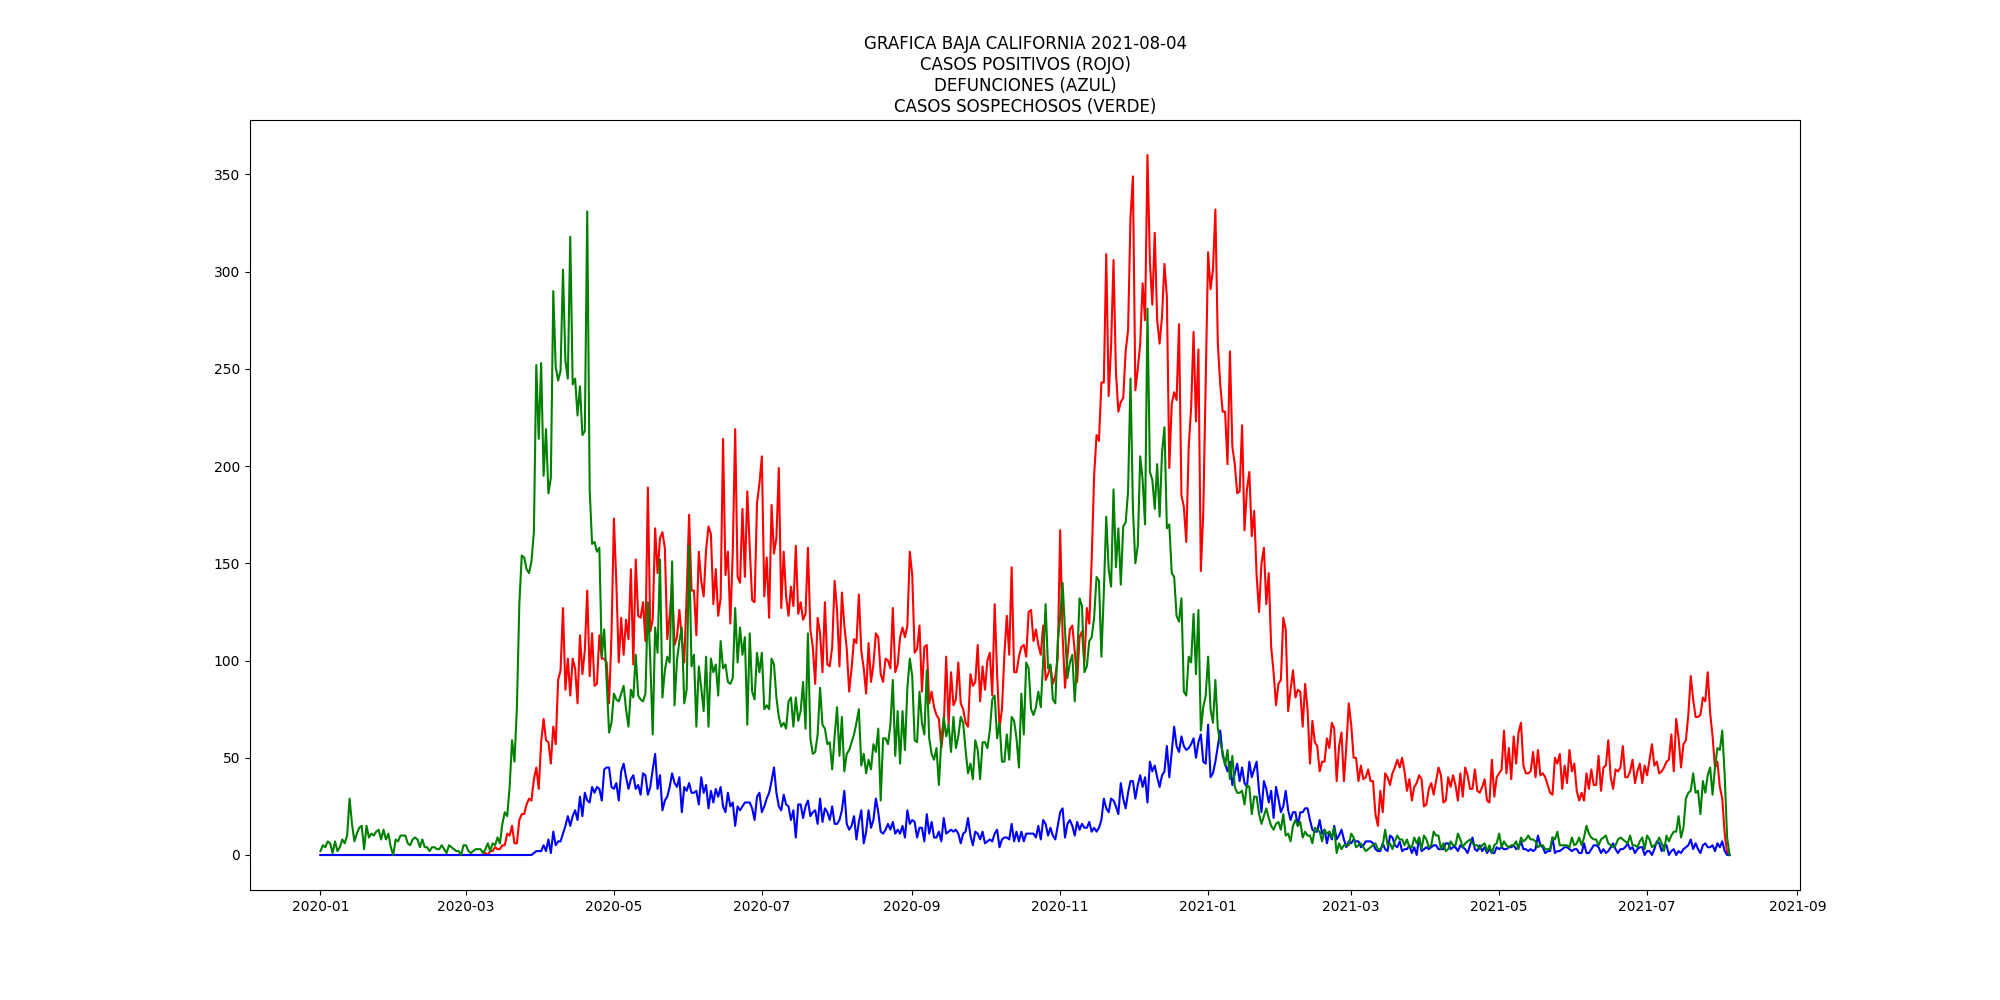 GRAFICA BAJA CALIFORNIA 2021-08-04
CASOS POSITIVOS (ROJO)
DEFUNCIONES (AZUL)
CASOS SOSPECHOSOS (VERDE)
350
300
250
200
150
100
50
0
2020-01 2020-03 2020-05 2020-07 2020-09 2020-11 2021-01 2021-03 2021-05 2021-07 2021-09